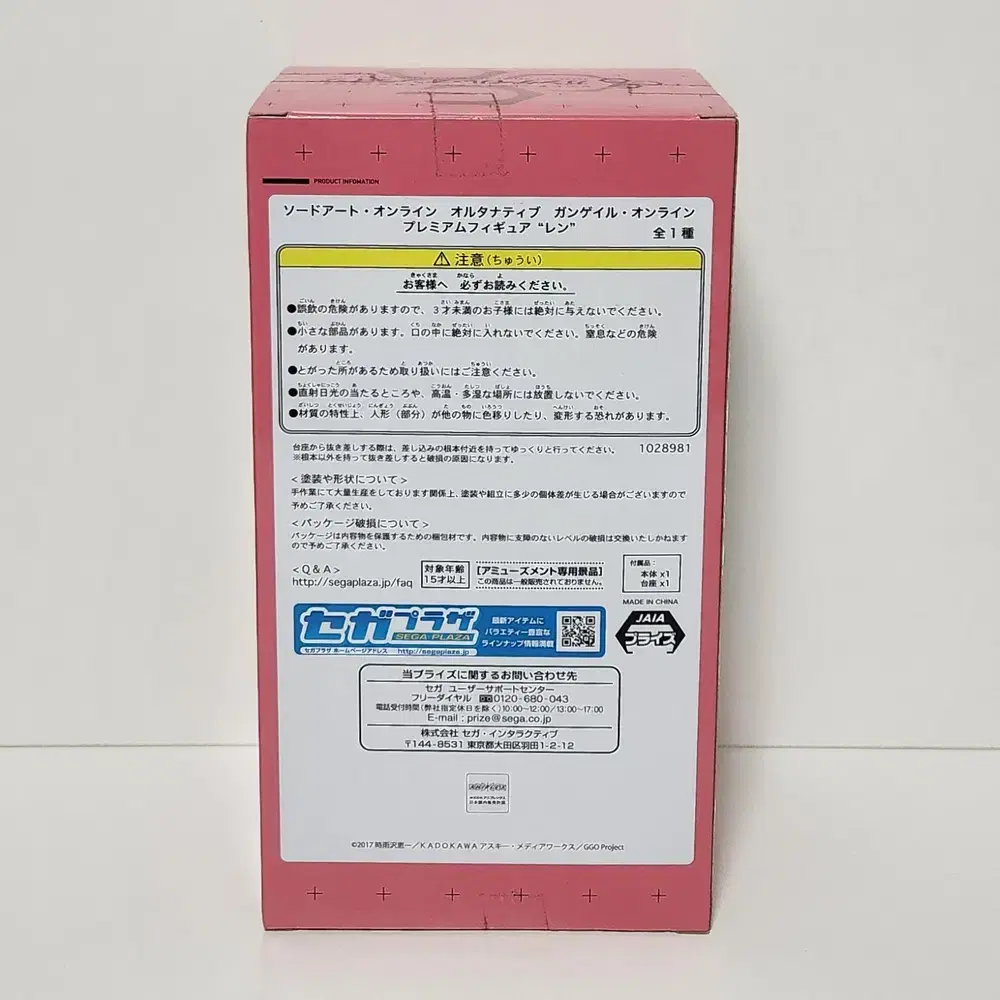 PRODUCT INFOMATION
ソードアート・オンライン オルタナティブ ガンゲイル・オンライン
プレミアムフィギュア“レン”
全1種
⚠注意(ちゅうい)
お客様へ 必ずお読みください。
●誤飲の危険がありますので、3才未満のお子様には絶対に与えないでください。
●小さな部品があります。口の中に絶対に入れないでください。窒息などの危険
があります。
●とがった所があるため取り扱いにはご注意ください。
●直射日光の当たるところや、高温・多湿な場所には放置しないでください。
●材質の特性上、人形(部分)が他の物に色移りしたり、変形する恐れがあります。
台座から抜き差しする際は、差し込みの根本付近を持ってゆっくりと行ってください。
※根本以外を持って抜き差しすると破損の原因になります。
1028981
<塗装や形状について>
手作業にて大量生産をしております関係上、塗装や組立に多少の個体差が生じる場合がございますので
予めご了承ください。
<パッケージ破損について>
パッケージは内容物を保護するための梱包材です。内容物に支障のないレベルの破損は交換いたしかねます
ので予めご了承ください。
<Q&A>
http://segaplaza.jp/faq
対象年齢
15才以上
【アミューズメント専用景品】
この商品は一般販売されておりません。
付属品:
本体 x1
台座 x1
MADE IN CHINA
セガプラザ
SEGA PLAZA
セガプラザ ホームページアドレス http://segaplaza.jp
最新アイテムに
バラエティー豊富な
ラインナップ情報満載
JAIA
プライズ
当プライズに関するお問い合わせ先
セガ ユーザーサポートセンター
フリーダイヤル 0120-680-043
電話受付時間(弊社指定休日を除く)10:00~12:00/13:00~17:00
E-mail : prize@sega.co.jp
株式会社 セガ・インタラクティブ
〒144-8531 東京都大田区羽田1-2-12
日本国内専売許諾
©2017 時雨沢恵一/KADOKAWA アスキー・メディアワークス/GGO Project